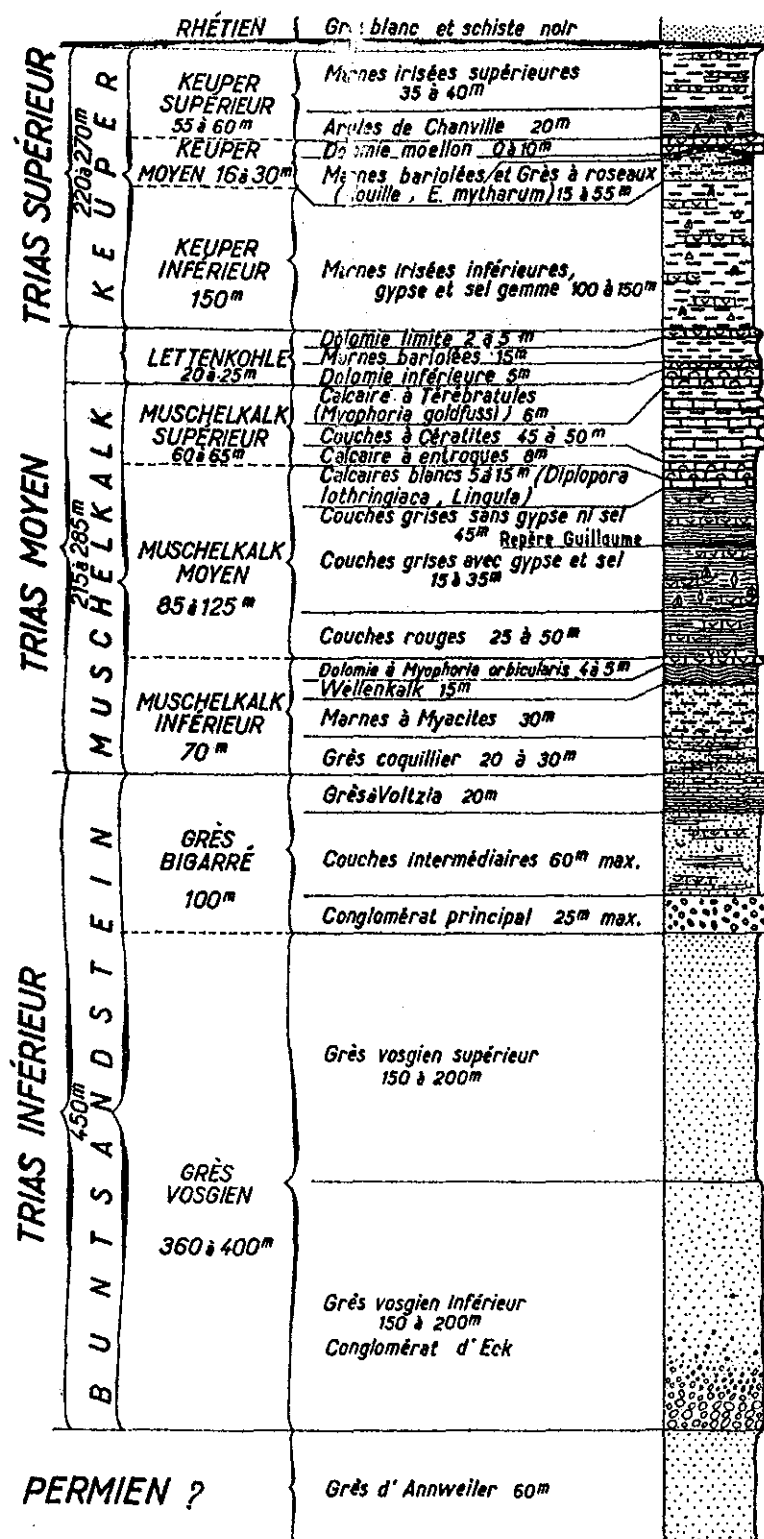 RHÉTIEN
Grès blanc et schiste noir
TRIAS SUPÉRIEUR
220 à 270m
KEUPER
KEUPER
SUPÉRIEUR
55 à 60m
Marnes irisées supérieures
35 à 40m
Argiles de Chanville 20m
KEUPER
MOYEN 16 à 30m
Dolomie moellon 0 à 10m
Marnes bariolées et Grès à roseaux
(Houille, E. mytharum) 15 à 55m
KEUPER
INFÉRIEUR
150m
Marnes irisées inférieures,
gypse et sel gemme 100 à 150m
TRIAS MOYEN
215 à 285m
MUSCHELKALK
LETTENKOHLE
20 à 25m
Dolomie limite 2 à 5m
Marnes bariolées 15m
Dolomie inférieure 5m
MUSCHELKALK
SUPÉRIEUR
60 à 65m
Calcaire à Térébratules
(Myophoria goldfussi) 6m
Couches à Cératites 45 à 50m
Calcaire à entroques 8m
MUSCHELKALK
MOYEN
85 à 125m
Calcaires blancs 5 à 15m (Diplopora
lothringiaca, Lingula)
Couches grises sans gypse ni sel
45m Repère Guillaume
Couches grises avec gypse et sel
15 à 35m
Couches rouges 25 à 50m
MUSCHELKALK
INFÉRIEUR
70m
Dolomie à Myophoria orbicularis 4 à 5m
Wellenkalk 15m
Marnes à Myacites 30m
Grès coquillier 20 à 30m
TRIAS INFÉRIEUR
450m
BUNTSANDSTEIN
GRÈS
BIGARRÉ
100m
Grès à Voltzia 20m
Couches intermédiaires 60m max.
Conglomérat principal 25m max.
GRÈS
VOSGIEN
360 à 400m
Grès vosgien supérieur
150 à 200m
Grès vosgien inférieur
150 à 200m
Conglomérat d'Eck
PERMIEN ?
Grès d'Annweiler 60m